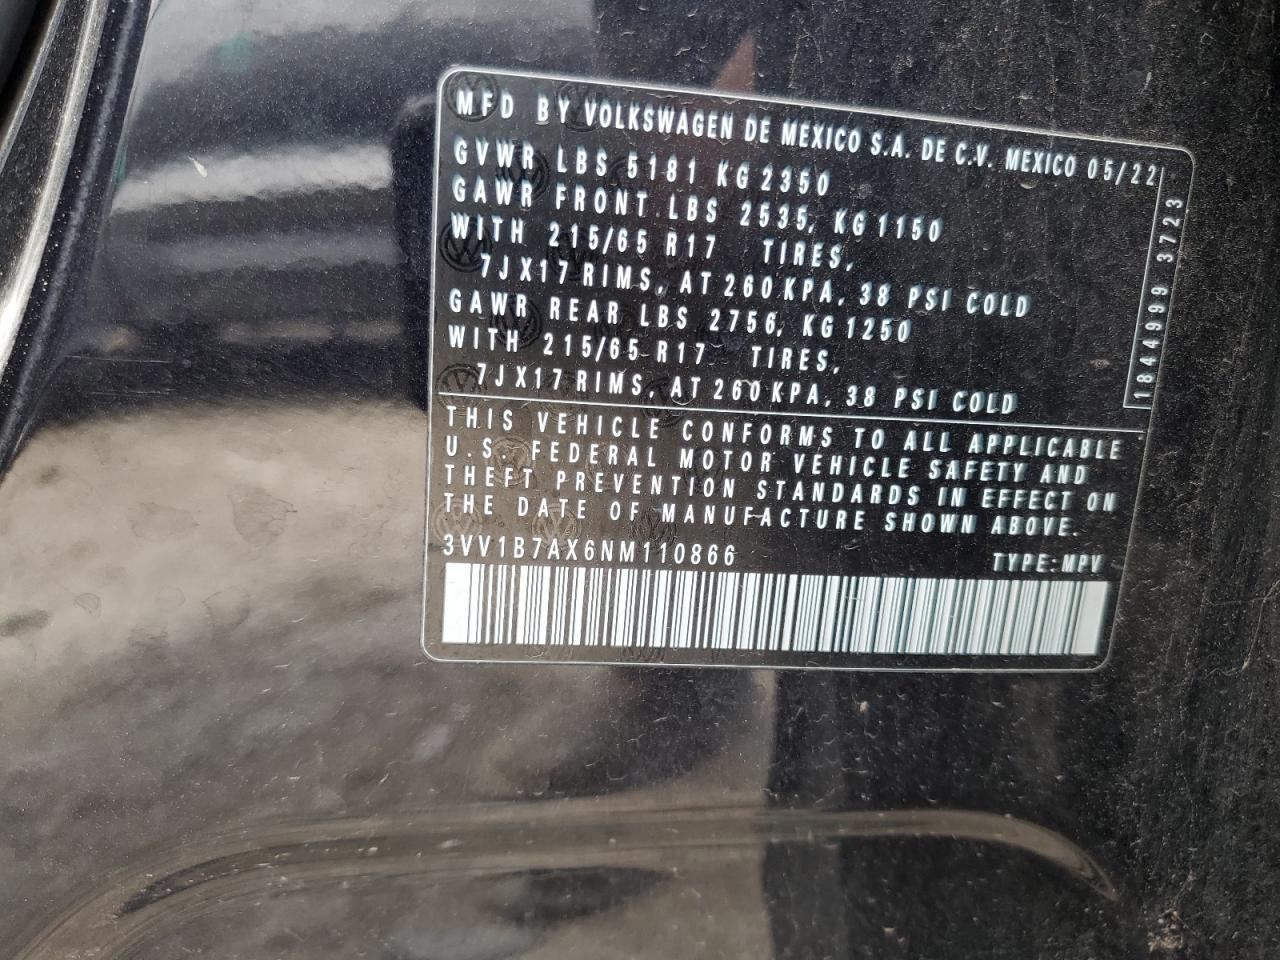 MFD BY VOLKSWAGEN DE MEXICO S.A. DE C.V. MEXICO 05/22
GVWR LBS 5181 KG 2350
GAWR FRONT LBS 2535, KG 1150
WITH 215/65 R17 TIRES,
7JX17 RIMS, AT 260 KPA, 38 PSI COLD
GAWR REAR LBS 2756, KG 1250
WITH 215/65 R17 TIRES,
7JX17 RIMS, AT 260 KPA, 38 PSI COLD
1844999 3723
THIS VEHICLE CONFORMS TO ALL APPLICABLE
U.S. FEDERAL MOTOR VEHICLE SAFETY AND
THEFT PREVENTION STANDARDS IN EFFECT ON
THE DATE OF MANUFACTURE SHOWN ABOVE.
3VV1B7AX6NM110866 TYPE: MPV